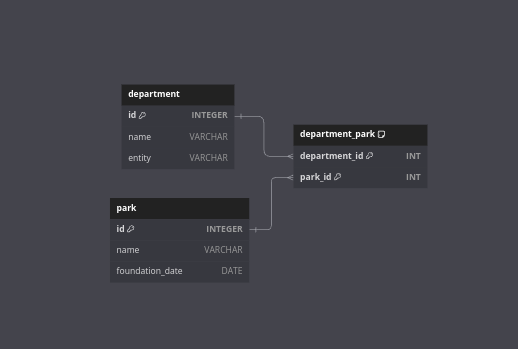 department
id INTEGER
name VARCHAR
entity VARCHAR
department_park
department_id INT
park_id INT
park
id INTEGER
name VARCHAR
foundation_date DATE